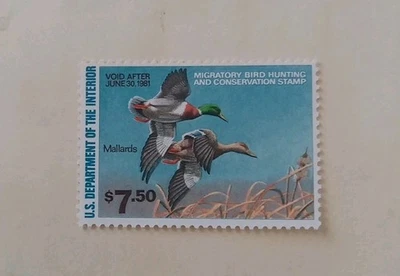 U.S. DEPARTMENT OF THE INTERIOR
VOID AFTER
JUNE 30, 1981
MIGRATORY BIRD HUNTING
AND CONSERVATION STAMP
Mallards
$7.50